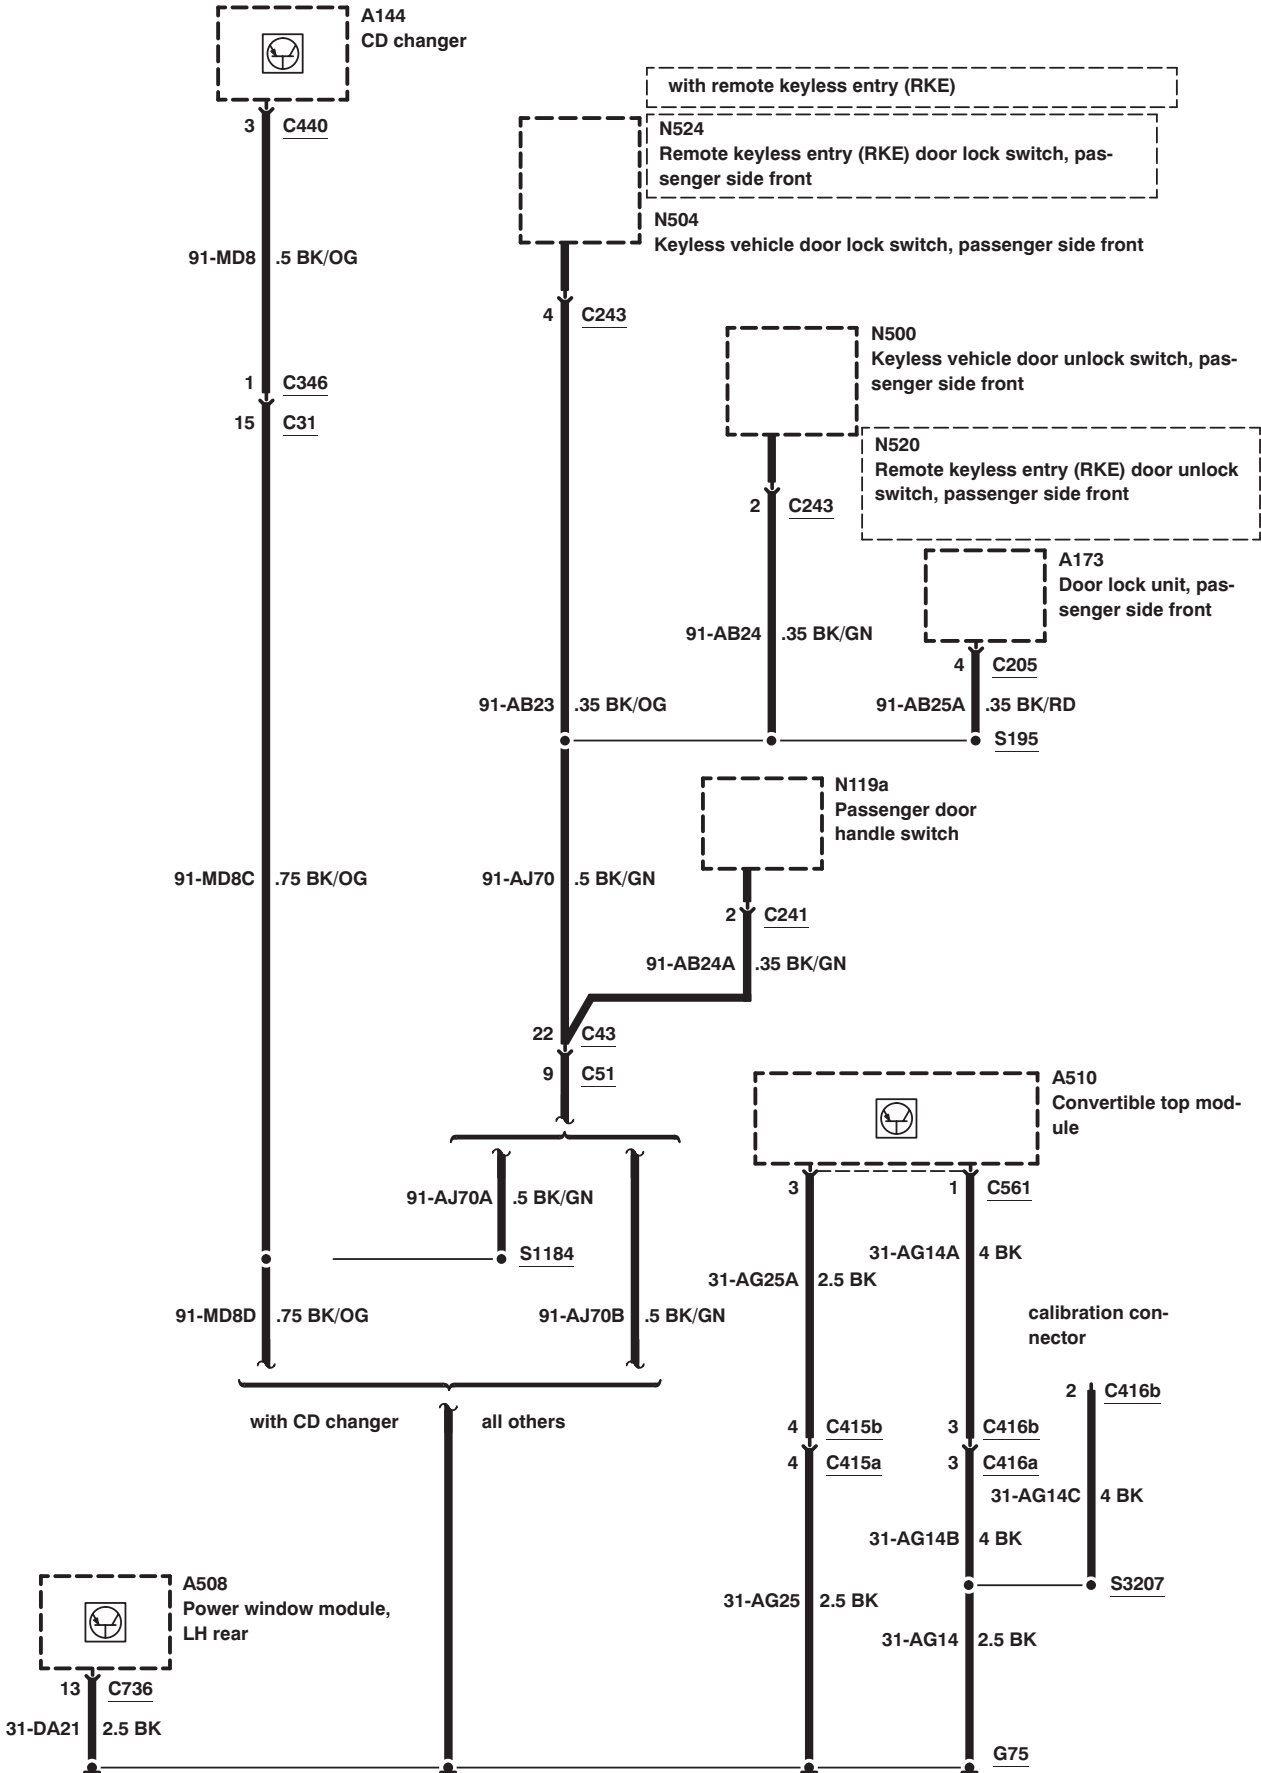 A144
CD changer
3 C440
with remote keyless entry (RKE)
N524
Remote keyless entry (RKE) door lock switch, pas-
senger side front
N504
Keyless vehicle door lock switch, passenger side front
91-MD8 .5 BK/OG
4 C243
N500
Keyless vehicle door unlock switch, pas-
senger side front
1 C346
15 C31
N520
Remote keyless entry (RKE) door unlock
switch, passenger side front
2 C243
A173
Door lock unit, pas-
senger side front
91-AB24 .35 BK/GN
4 C205
91-AB23 .35 BK/OG
91-AB25A .35 BK/RD
S195
N119a
Passenger door
handle switch
91-MD8C .75 BK/OG
91-AJ70 .5 BK/GN
2 C241
91-AB24A .35 BK/GN
22 C43
9 C51
A510
Convertible top mod-
ule
91-AJ70A .5 BK/GN
3
1 C561
S1184
31-AG14A 4 BK
31-AG25A 2.5 BK
91-MD8D .75 BK/OG
91-AJ70B .5 BK/GN
calibration con-
nector
2 C416b
with CD changer
all others
4 C415b
3 C416b
4 C415a
3 C416a
31-AG14C 4 BK
31-AG14B 4 BK
A508
Power window module,
LH rear
S3207
31-AG25 2.5 BK
31-AG14 2.5 BK
13 C736
31-DA21 2.5 BK
G75